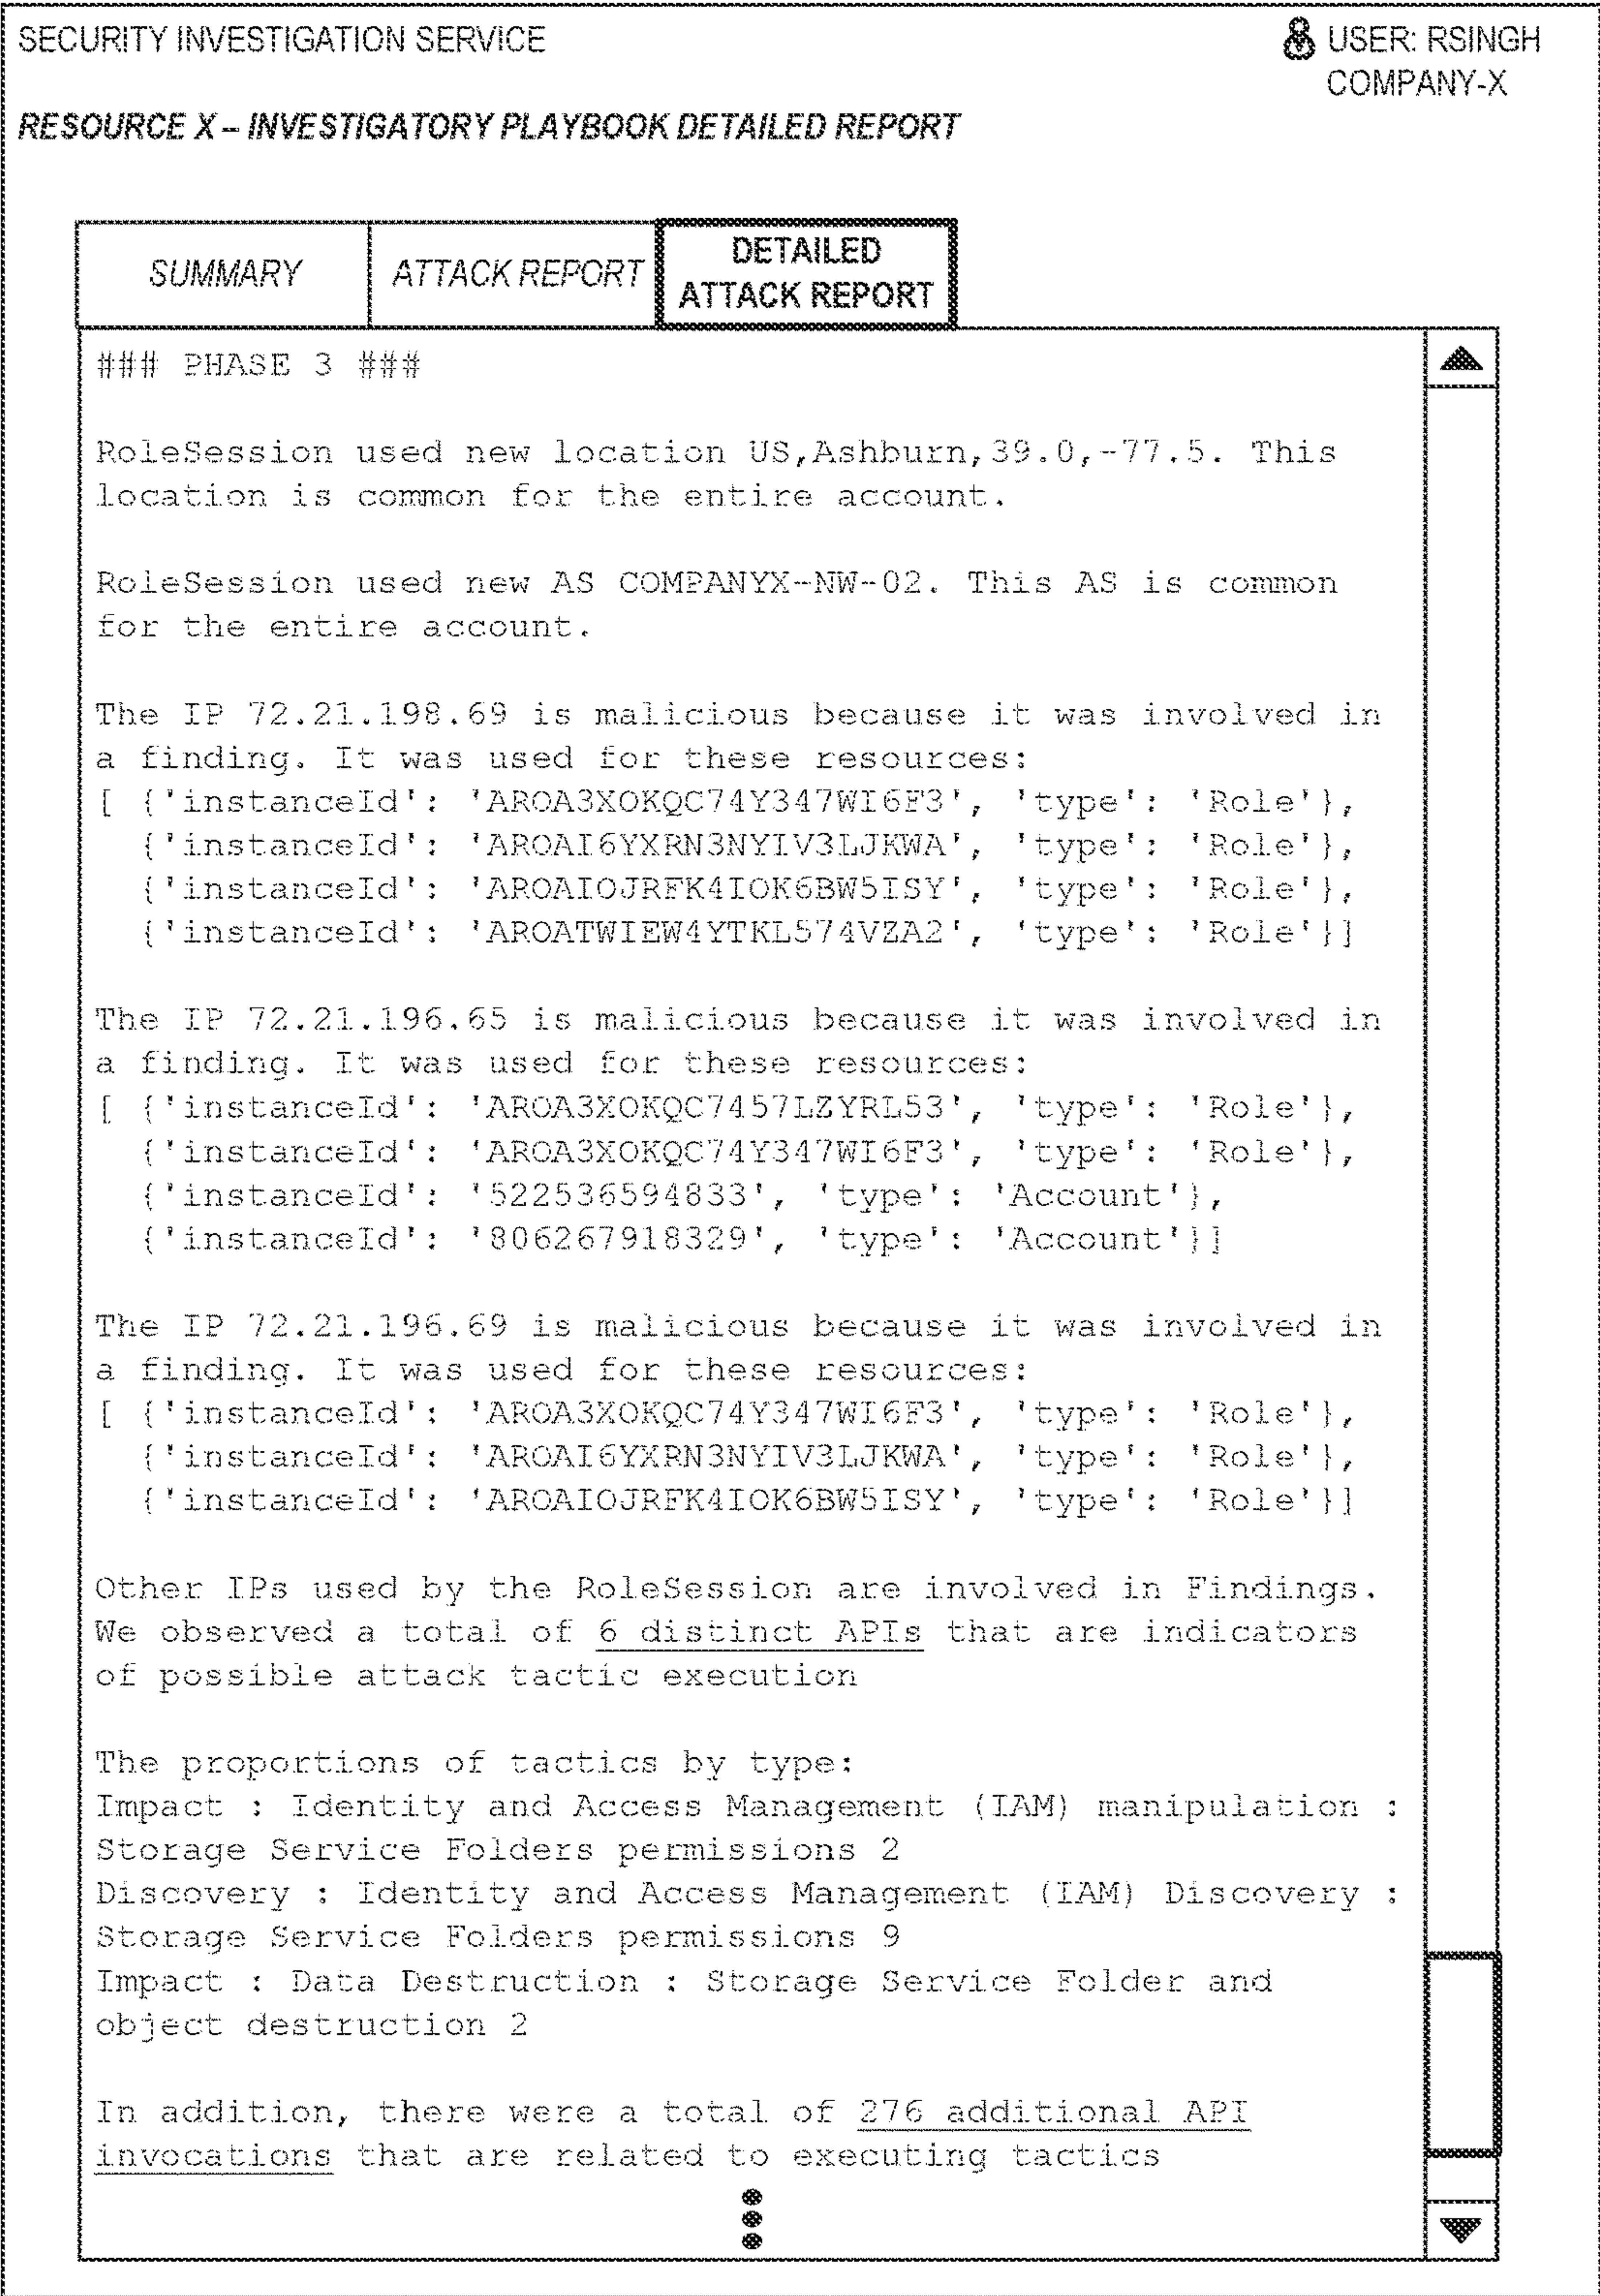 SECURITY INVESTIGATION SERVICE
USER: RSINGH
COMPANY-X
RESOURCE X – INVESTIGATORY PLAYBOOK DETAILED REPORT
SUMMARY
ATTACK REPORT
DETAILED
ATTACK REPORT
### PHASE 3 ###
RoleSession used new location US,Ashburn,39.0,-77.5. This
location is common for the entire account.
RoleSession used new AS COMPANYX-NW-02. This AS is common
for the entire account.
The IP 72.21.198.69 is malicious because it was involved in
a finding. It was used for these resources:
[ {'instanceId': 'AROA3XOKQC74Y347WI6F3', 'type': 'Role'},
{'instanceId': 'AROAI6YXRN3NYIV3LJKWA', 'type': 'Role'},
{'instanceId': 'AROAIOJRFK4IOK6BW5ISY', 'type': 'Role'},
{'instanceId': 'AROATWIEW4YTKL574VZA2', 'type': 'Role'}]
The IP 72.21.196.65 is malicious because it was involved in
a finding. It was used for these resources:
[ {'instanceId': 'AROA3XOKQC7457LZYRL53', 'type': 'Role'},
{'instanceId': 'AROA3XOKQC74Y347WI6F3', 'type': 'Role'},
{'instanceId': '522536594833', 'type': 'Account'},
{'instanceId': '806267918329', 'type': 'Account'}]
The IP 72.21.196.69 is malicious because it was involved in
a finding. It was used for these resources:
[ {'instanceId': 'AROA3XOKQC74Y347WI6F3', 'type': 'Role'},
{'instanceId': 'AROAI6YXRN3NYIV3LJKWA', 'type': 'Role'},
{'instanceId': 'AROAIOJRFK4IOK6BW5ISY', 'type': 'Role'}]
Other IPs used by the RoleSession are involved in Findings.
We observed a total of 6 distinct APIs that are indicators
of possible attack tactic execution
The proportions of tactics by type:
Impact : Identity and Access Management (IAM) manipulation :
Storage Service Folders permissions 2
Discovery : Identity and Access Management (IAM) Discovery :
Storage Service Folders permissions 9
Impact : Data Destruction : Storage Service Folder and
object destruction 2
In addition, there were a total of 276 additional API
invocations that are related to executing tactics